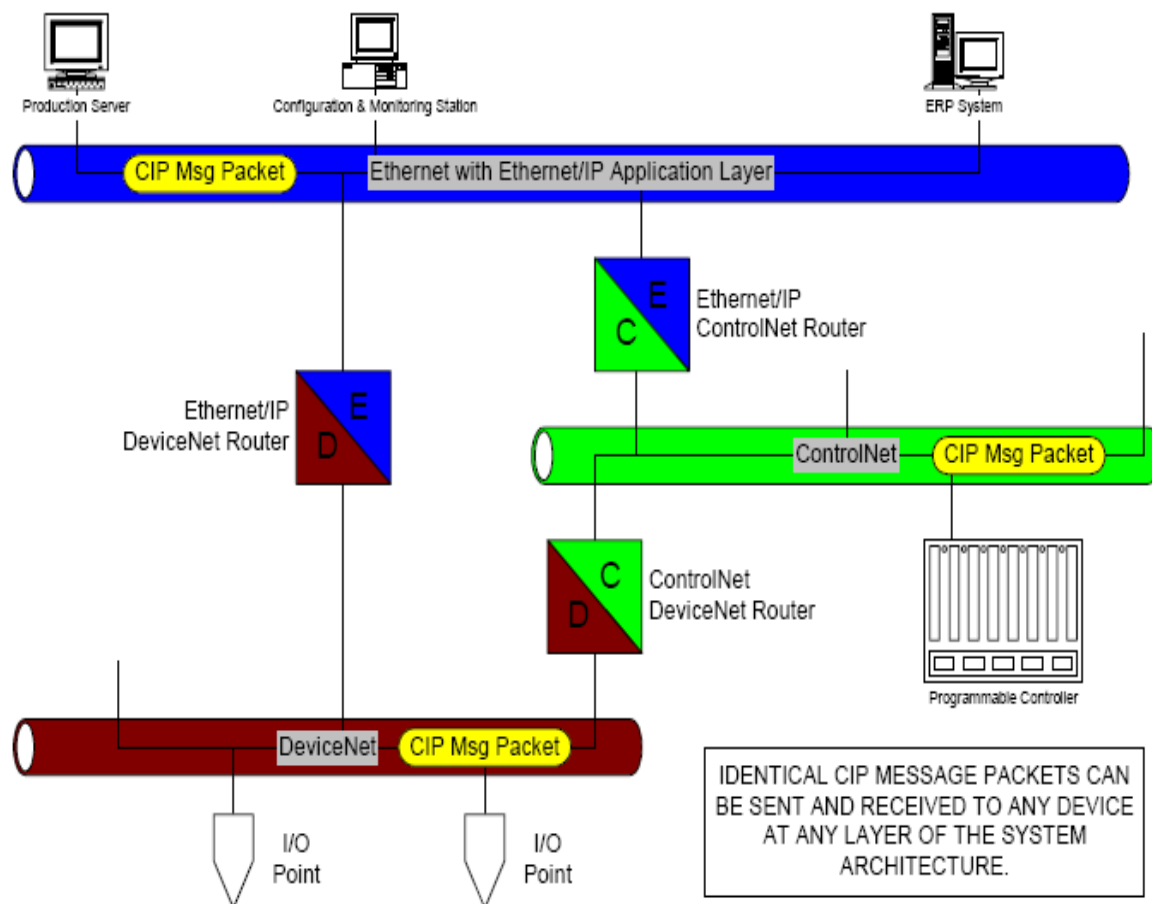 Production Server
Configuration & Monitoring Station
ERP System
CIP Msg Packet
Ethernet with Ethernet/IP Application Layer
E
C
Ethernet/IP
ControlNet Router
Ethernet/IP
DeviceNet Router
E
D
ControlNet
CIP Msg Packet
C
D
ControlNet
DeviceNet Router
Programmable Controller
DeviceNet
CIP Msg Packet
I/O
Point
I/O
Point
IDENTICAL CIP MESSAGE PACKETS CAN
BE SENT AND RECEIVED TO ANY DEVICE
AT ANY LAYER OF THE SYSTEM
ARCHITECTURE.